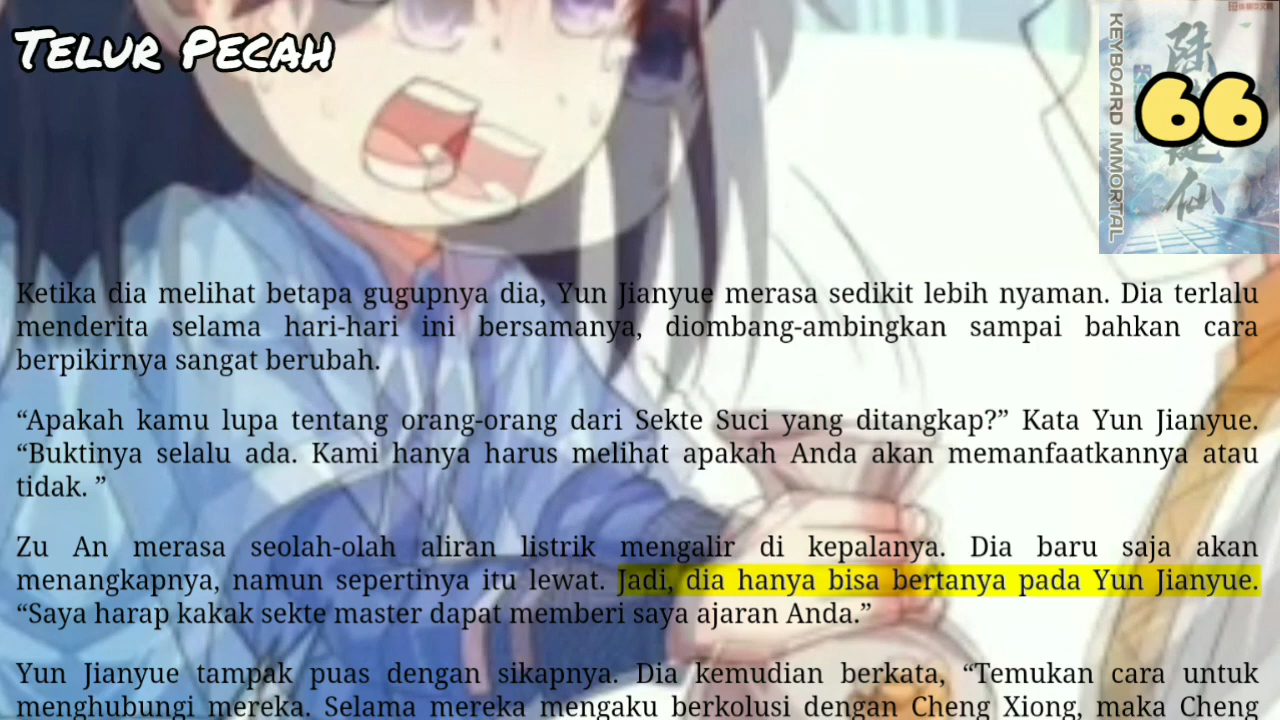 Telur Pecah
KEYBOARD IMMORTAL
66
Ketika dia melihat betapa gugupnya dia, Yun Jianyue merasa sedikit lebih nyaman. Dia terlalu
menderita selama hari-hari ini bersamanya, diombang-ambingkan sampai bahkan cara
berpikirnya sangat berubah.
“Apakah kamu lupa tentang orang-orang dari Sekte Suci yang ditangkap?” Kata Yun Jianyue.
“Buktinya selalu ada. Kami hanya harus melihat apakah Anda akan memanfaatkannya atau
tidak. ”
Zu An merasa seolah-olah aliran listrik mengalir di kepalanya. Dia baru saja akan
menangkapnya, namun sepertinya itu lewat. Jadi, dia hanya bisa bertanya pada Yun Jianyue.
“Saya harap kakak sekte master dapat memberi saya ajaran Anda.”
Yun Jianyue tampak puas dengan sikapnya. Dia kemudian berkata, “Temukan cara untuk
menghubungi mereka. Selama mereka mengaku berkolusi dengan Cheng Xiong, maka Cheng